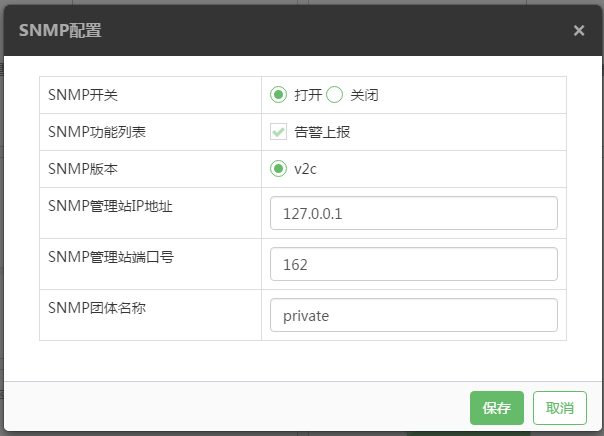 SNMP配置 ×
SNMP开关 打开 关闭
SNMP功能列表 告警上报
SNMP版本 v2c
SNMP管理站IP地址 127.0.0.1
SNMP管理站端口号 162
SNMP团体名称 private
保存 取消